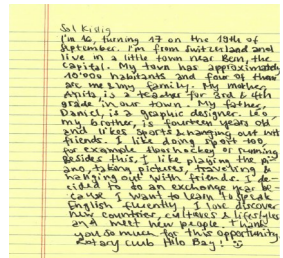 Sol Kislig
I'm 16, turning 17 on the 19th of
September. I'm from Switzerland and
live in a little town near Bern, the
Capital. My town has approximately
10'000 habitants and four of them
are me & my family. My mother,
Anita, is a teacher for 3rd & 4th
grade in our town. My father,
Daniel, is a graphic designer.
my brother, is fourteen years old
and likes sports & hanging out with
friends. I like doing sport too,
for example floorhockey or running
Besides this, I like playing the pi-
ano, taking pictures, traveling &
hanging out with friends. I de-
cided to do an exchange year be-
cause I want to learn to speak
English fluently, I love discover
new countries, cultures & lifestyles
and meet new people. Thank
you so much for this opportunity,
Rotary Club Hilo Bay!